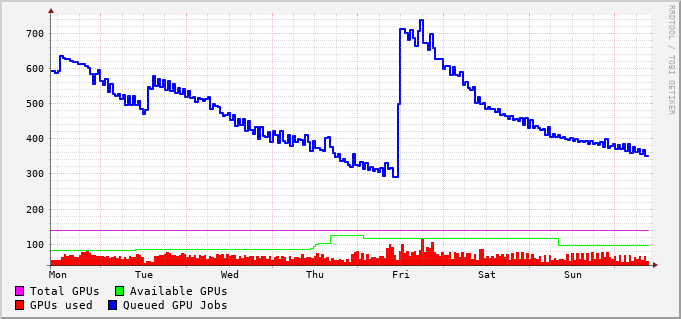 700
600
500
400
300
200
100
Mon Tue Wed Thu Fri Sat Sun
Total GPUs Available GPUs
GPUs used Queued GPU Jobs
RRDTOOL / TOBI OETIKER